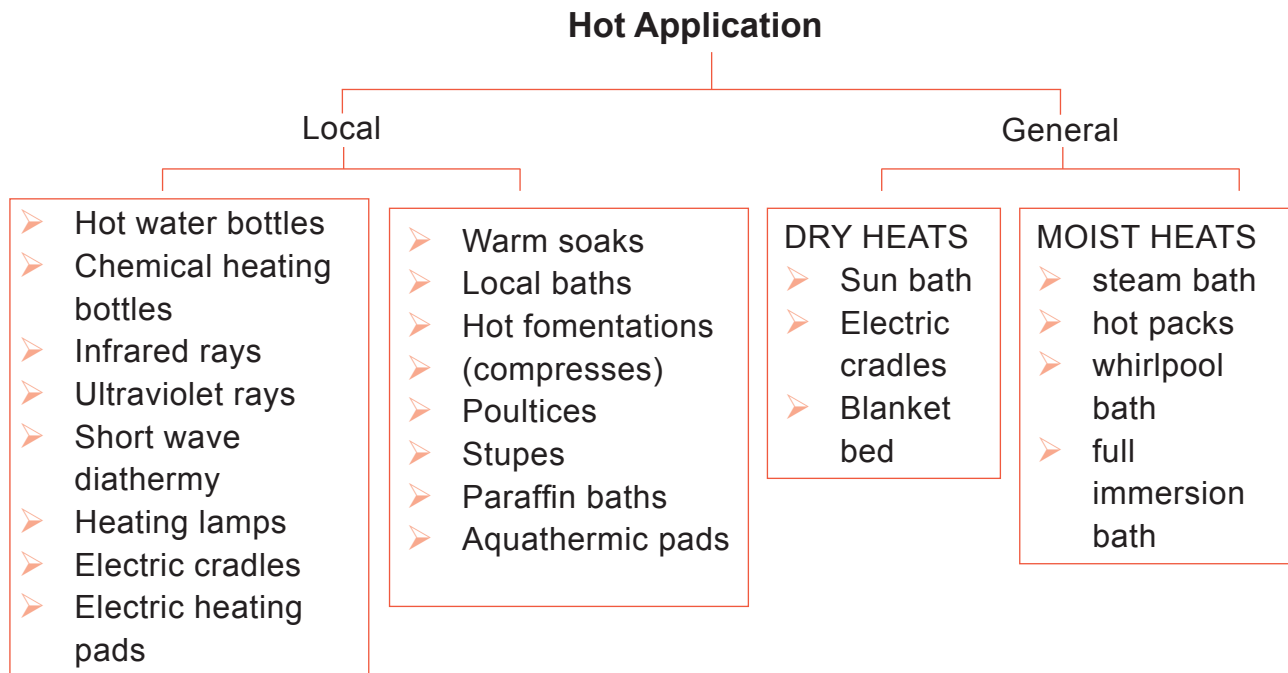 Hot Application
Local
General
Hot water bottles
Chemical heating
bottles
Infrared rays
Ultraviolet rays
Short wave
diathermy
Heating lamps
Electric cradles
Electric heating
pads
Warm soaks
Local baths
Hot fomentations
(compresses)
Poultices
Stupes
Paraffin baths
Aquathermic pads
DRY HEATS
Sun bath
Electric
cradles
Blanket
bed
MOIST HEATS
steam bath
hot packs
whirlpool
bath
full
immersion
bath